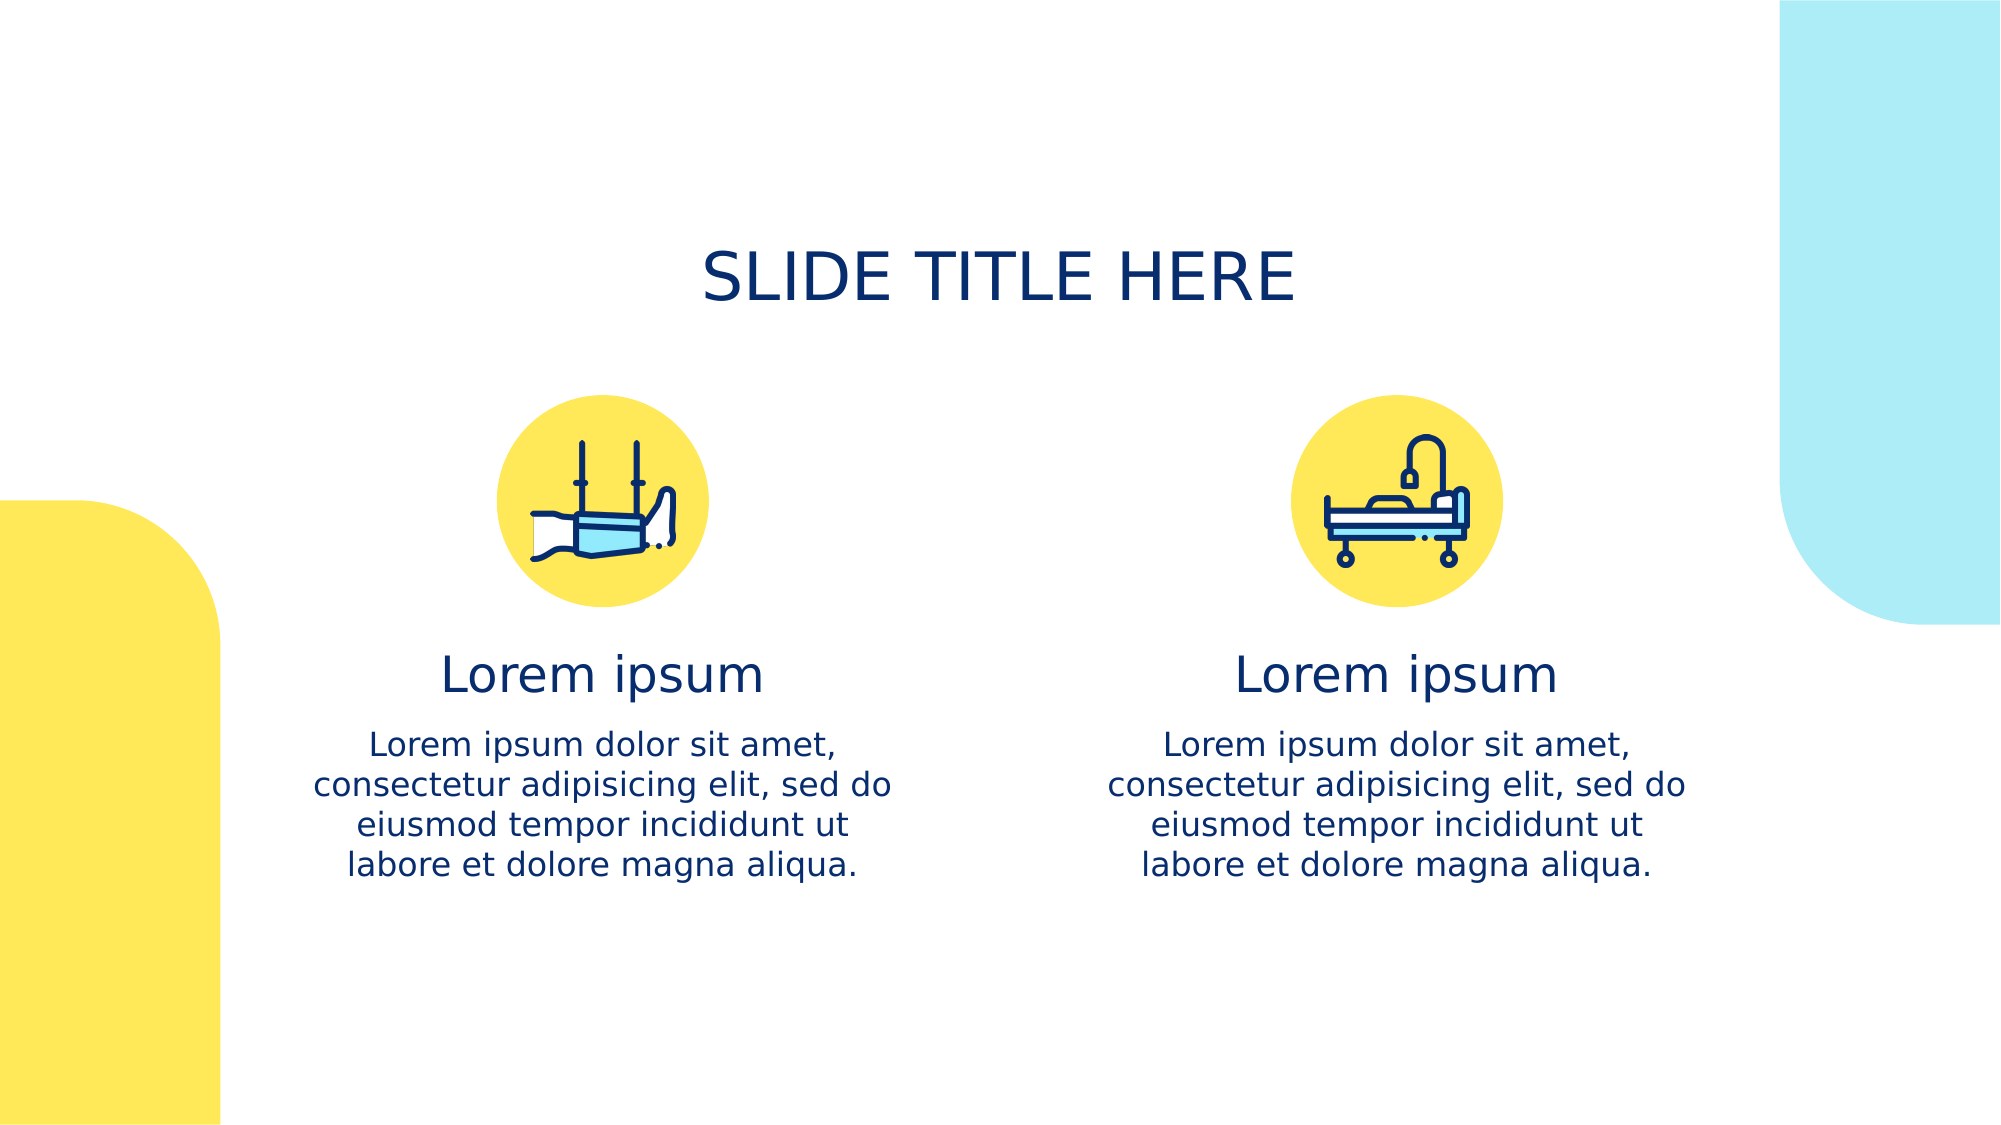 SLIDE TITLE HERE
Lorem ipsum
Lorem ipsum dolor sit amet,
consectetur adipisicing elit, sed do
eiusmod tempor incididunt ut
labore et dolore magna aliqua.
Lorem ipsum
Lorem ipsum dolor sit amet,
consectetur adipisicing elit, sed do
eiusmod tempor incididunt ut
labore et dolore magna aliqua.